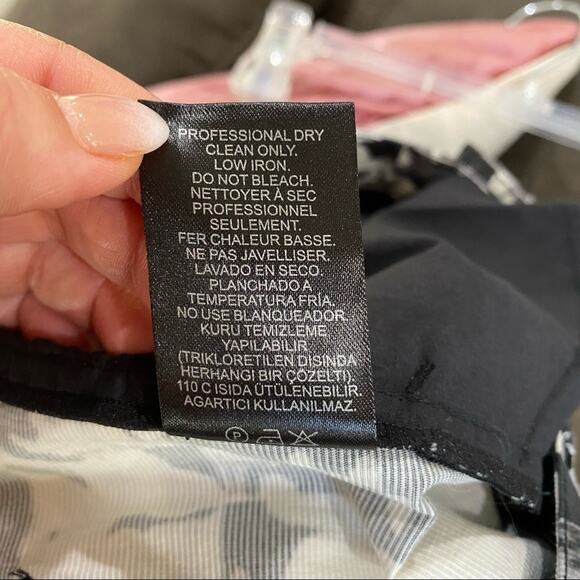 PROFESSIONAL DRY
CLEAN ONLY.
LOW IRON.
DO NOT BLEACH.
NETTOYER À SEC
PROFESSIONNEL
SEULEMENT.
FER CHALEUR BASSE.
NE PAS JAVELLISER.
LAVADO EN SECO.
PLANCHADO A
TEMPERATURA FRÍA.
NO USE BLANQUEADOR.
KURU TEMIZLEME
YAPILABILIR
(TRIKLORETILEN DISINDA
HERHANGI BIR ÇÖZELTI).
110 C ISIDA ÜTÜLENEBILIR.
AGARTICI KULLANILMAZ.
P